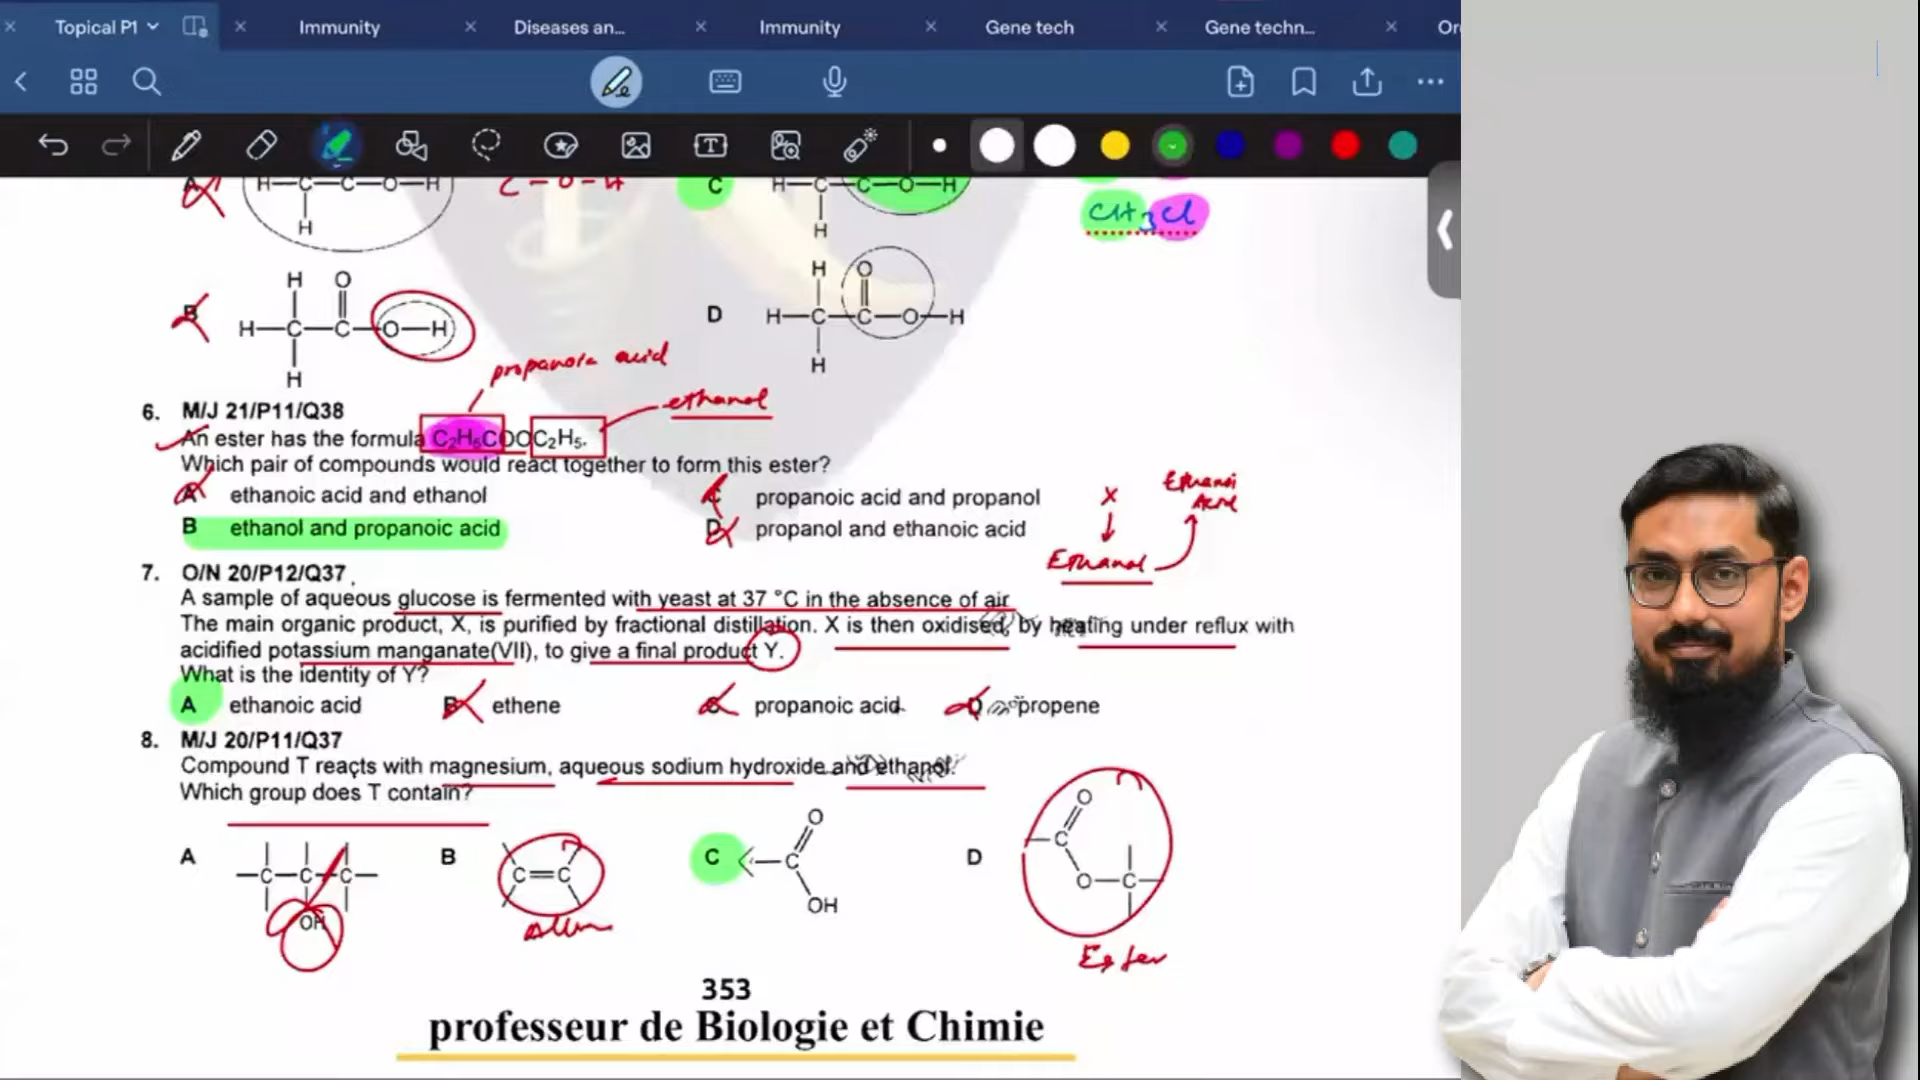 Topical P1
Immunity
Diseases an...
Immunity
Gene tech
Gene techn...
Or
H—C—C—O—H
C-O-H
C
H—C—C—O—H
H
H
CH3Cl
H O
B
H—C—C—O—H
H
H O
D
H—C—C—O—H
H
propanoic acid
ethanol
6. M/J 21/P11/Q38
An ester has the formula C₂H₅COOC₂H₅.
Which pair of compounds would react together to form this ester?
A ethanoic acid and ethanol
C propanoic acid and propanol
B ethanol and propanoic acid
D propanol and ethanoic acid
X
Ethanol
Ethanoi
Acid
7. O/N 20/P12/Q37
A sample of aqueous glucose is fermented with yeast at 37 °C in the absence of air
The main organic product, X, is purified by fractional distillation. X is then oxidised, by heating under reflux with
acidified potassium manganate(VII), to give a final product Y.
What is the identity of Y?
A ethanoic acid
B ethene
C propanoic acid
D propene
8. M/J 20/P11/Q37
Compound T reacts with magnesium, aqueous sodium hydroxide and ethanol.
Which group does T contain?
A
—C—C—C—
OH
B
C=C
C
O
C
OH
D
O
C
O—C
Ester
353
professeur de Biologie et Chimie